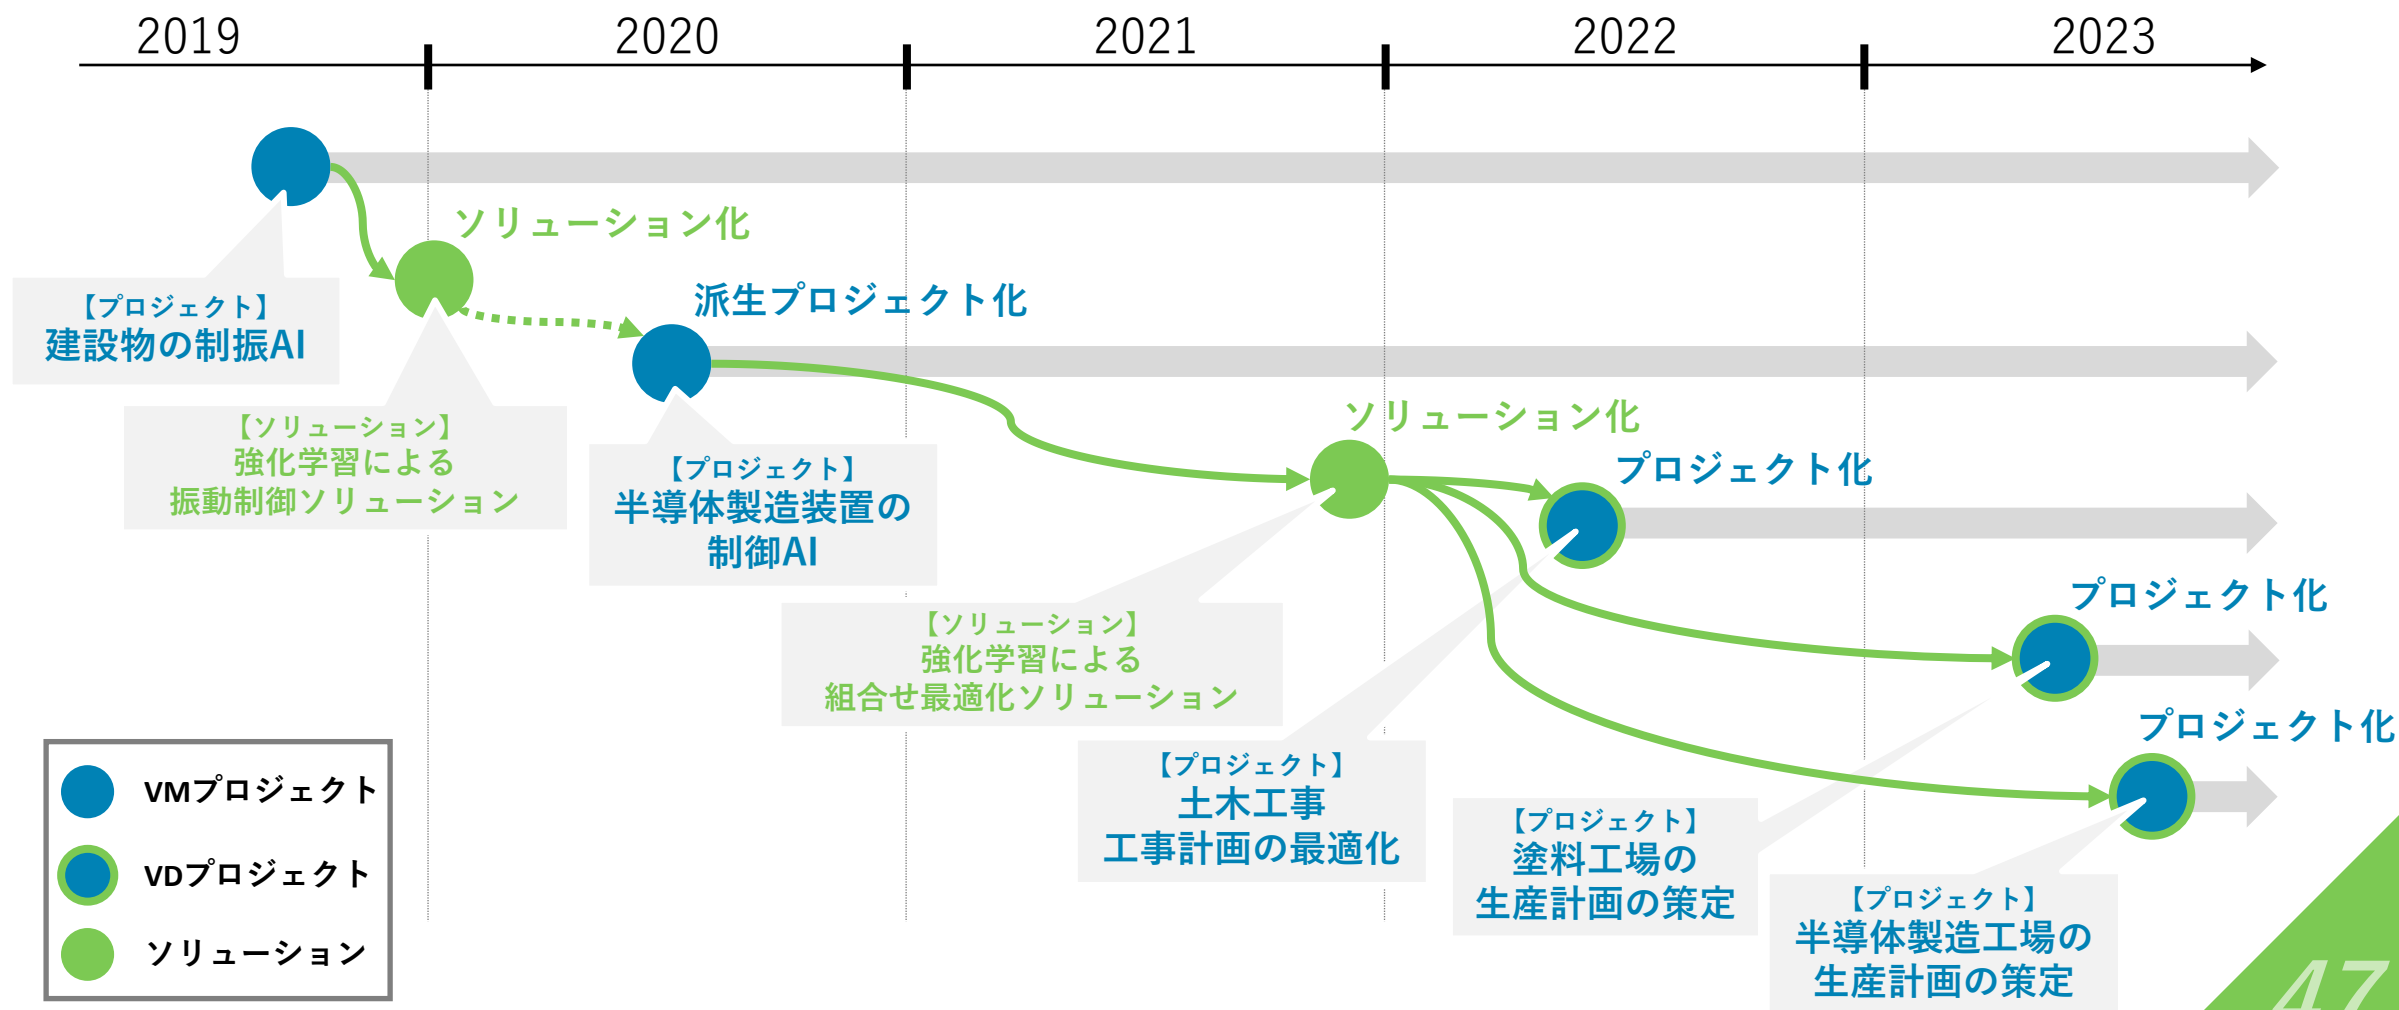 2019
2020
2021
2022
2023
ソリューション化
【プロジェクト】
建設物の制振AI
派生プロジェクト化
【ソリューション】
強化学習による
振動制御ソリューション
【プロジェクト】
半導体製造装置の
制御AI
ソリューション化
プロジェクト化
【ソリューション】
強化学習による
組合せ最適化ソリューション
プロジェクト化
プロジェクト化
【プロジェクト】
土木工事
工事計画の最適化
【プロジェクト】
塗料工場の
生産計画の策定
【プロジェクト】
半導体製造工場の
生産計画の策定
VMプロジェクト
VDプロジェクト
ソリューション
47